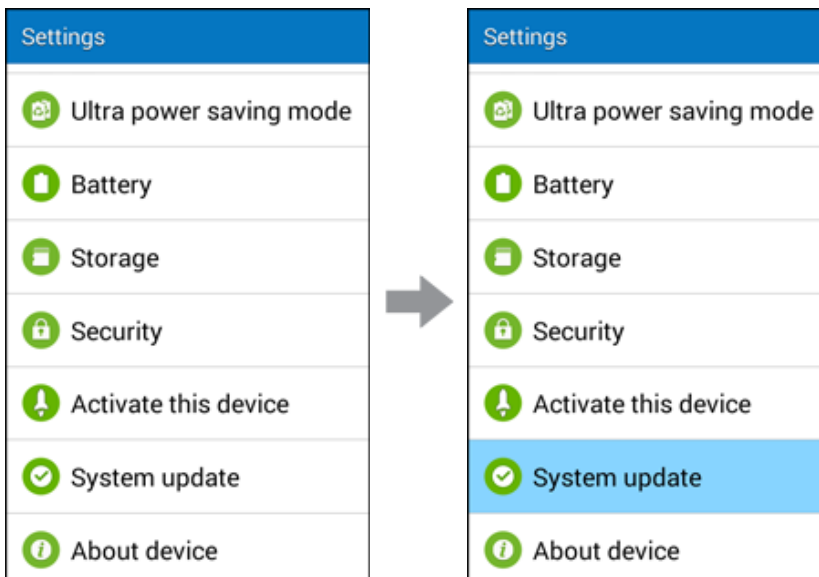 Settings
Ultra power saving mode
Battery
Storage
Security
Activate this device
System update
About device
Settings
Ultra power saving mode
Battery
Storage
Security
Activate this device
System update
About device